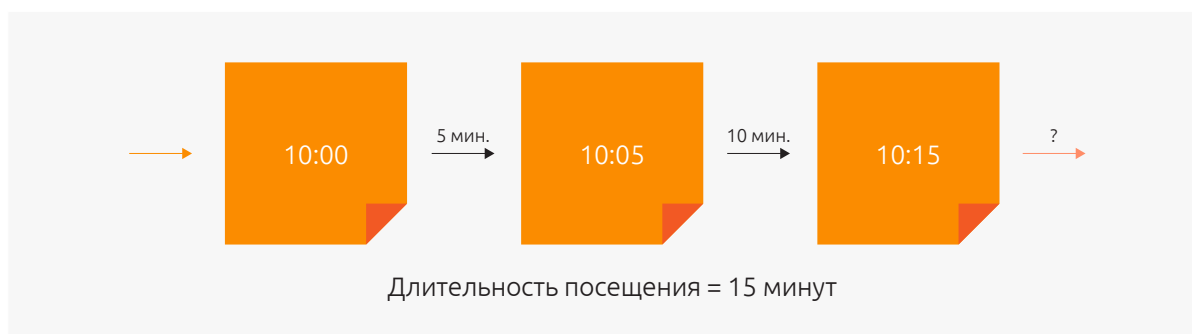 5 мин.
10 мин.
?
10:00
10:05
10:15
Длительность посещения = 15 минут